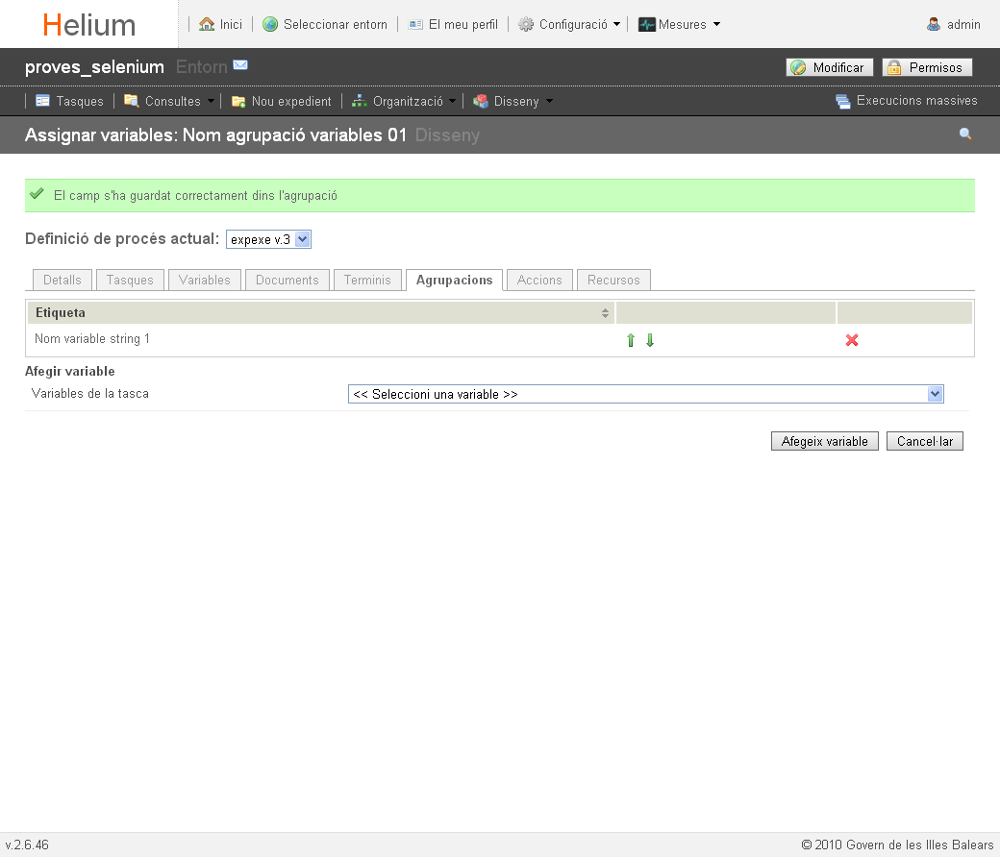 Helium
Inici
Seleccionar entorn
El meu perfil
Configuració
Mesures
admin
proves_selenium Entorn
Modificar
Permisos
Tasques
Consultes
Nou expedient
Organització
Disseny
Execucions massives
Assignar variables: Nom agrupació variables 01 Disseny
El camp s'ha guardat correctament dins l'agrupació
Definició de procés actual: expexe v.3
Detalls
Tasques
Variables
Documents
Terminis
Agrupacions
Accions
Recursos
Etiqueta
Nom variable string 1
Afegir variable
Variables de la tasca
<< Seleccioni una variable >>
Afegeix variable
Cancel·lar
v.2.6.46
© 2010 Govern de les Illes Balears